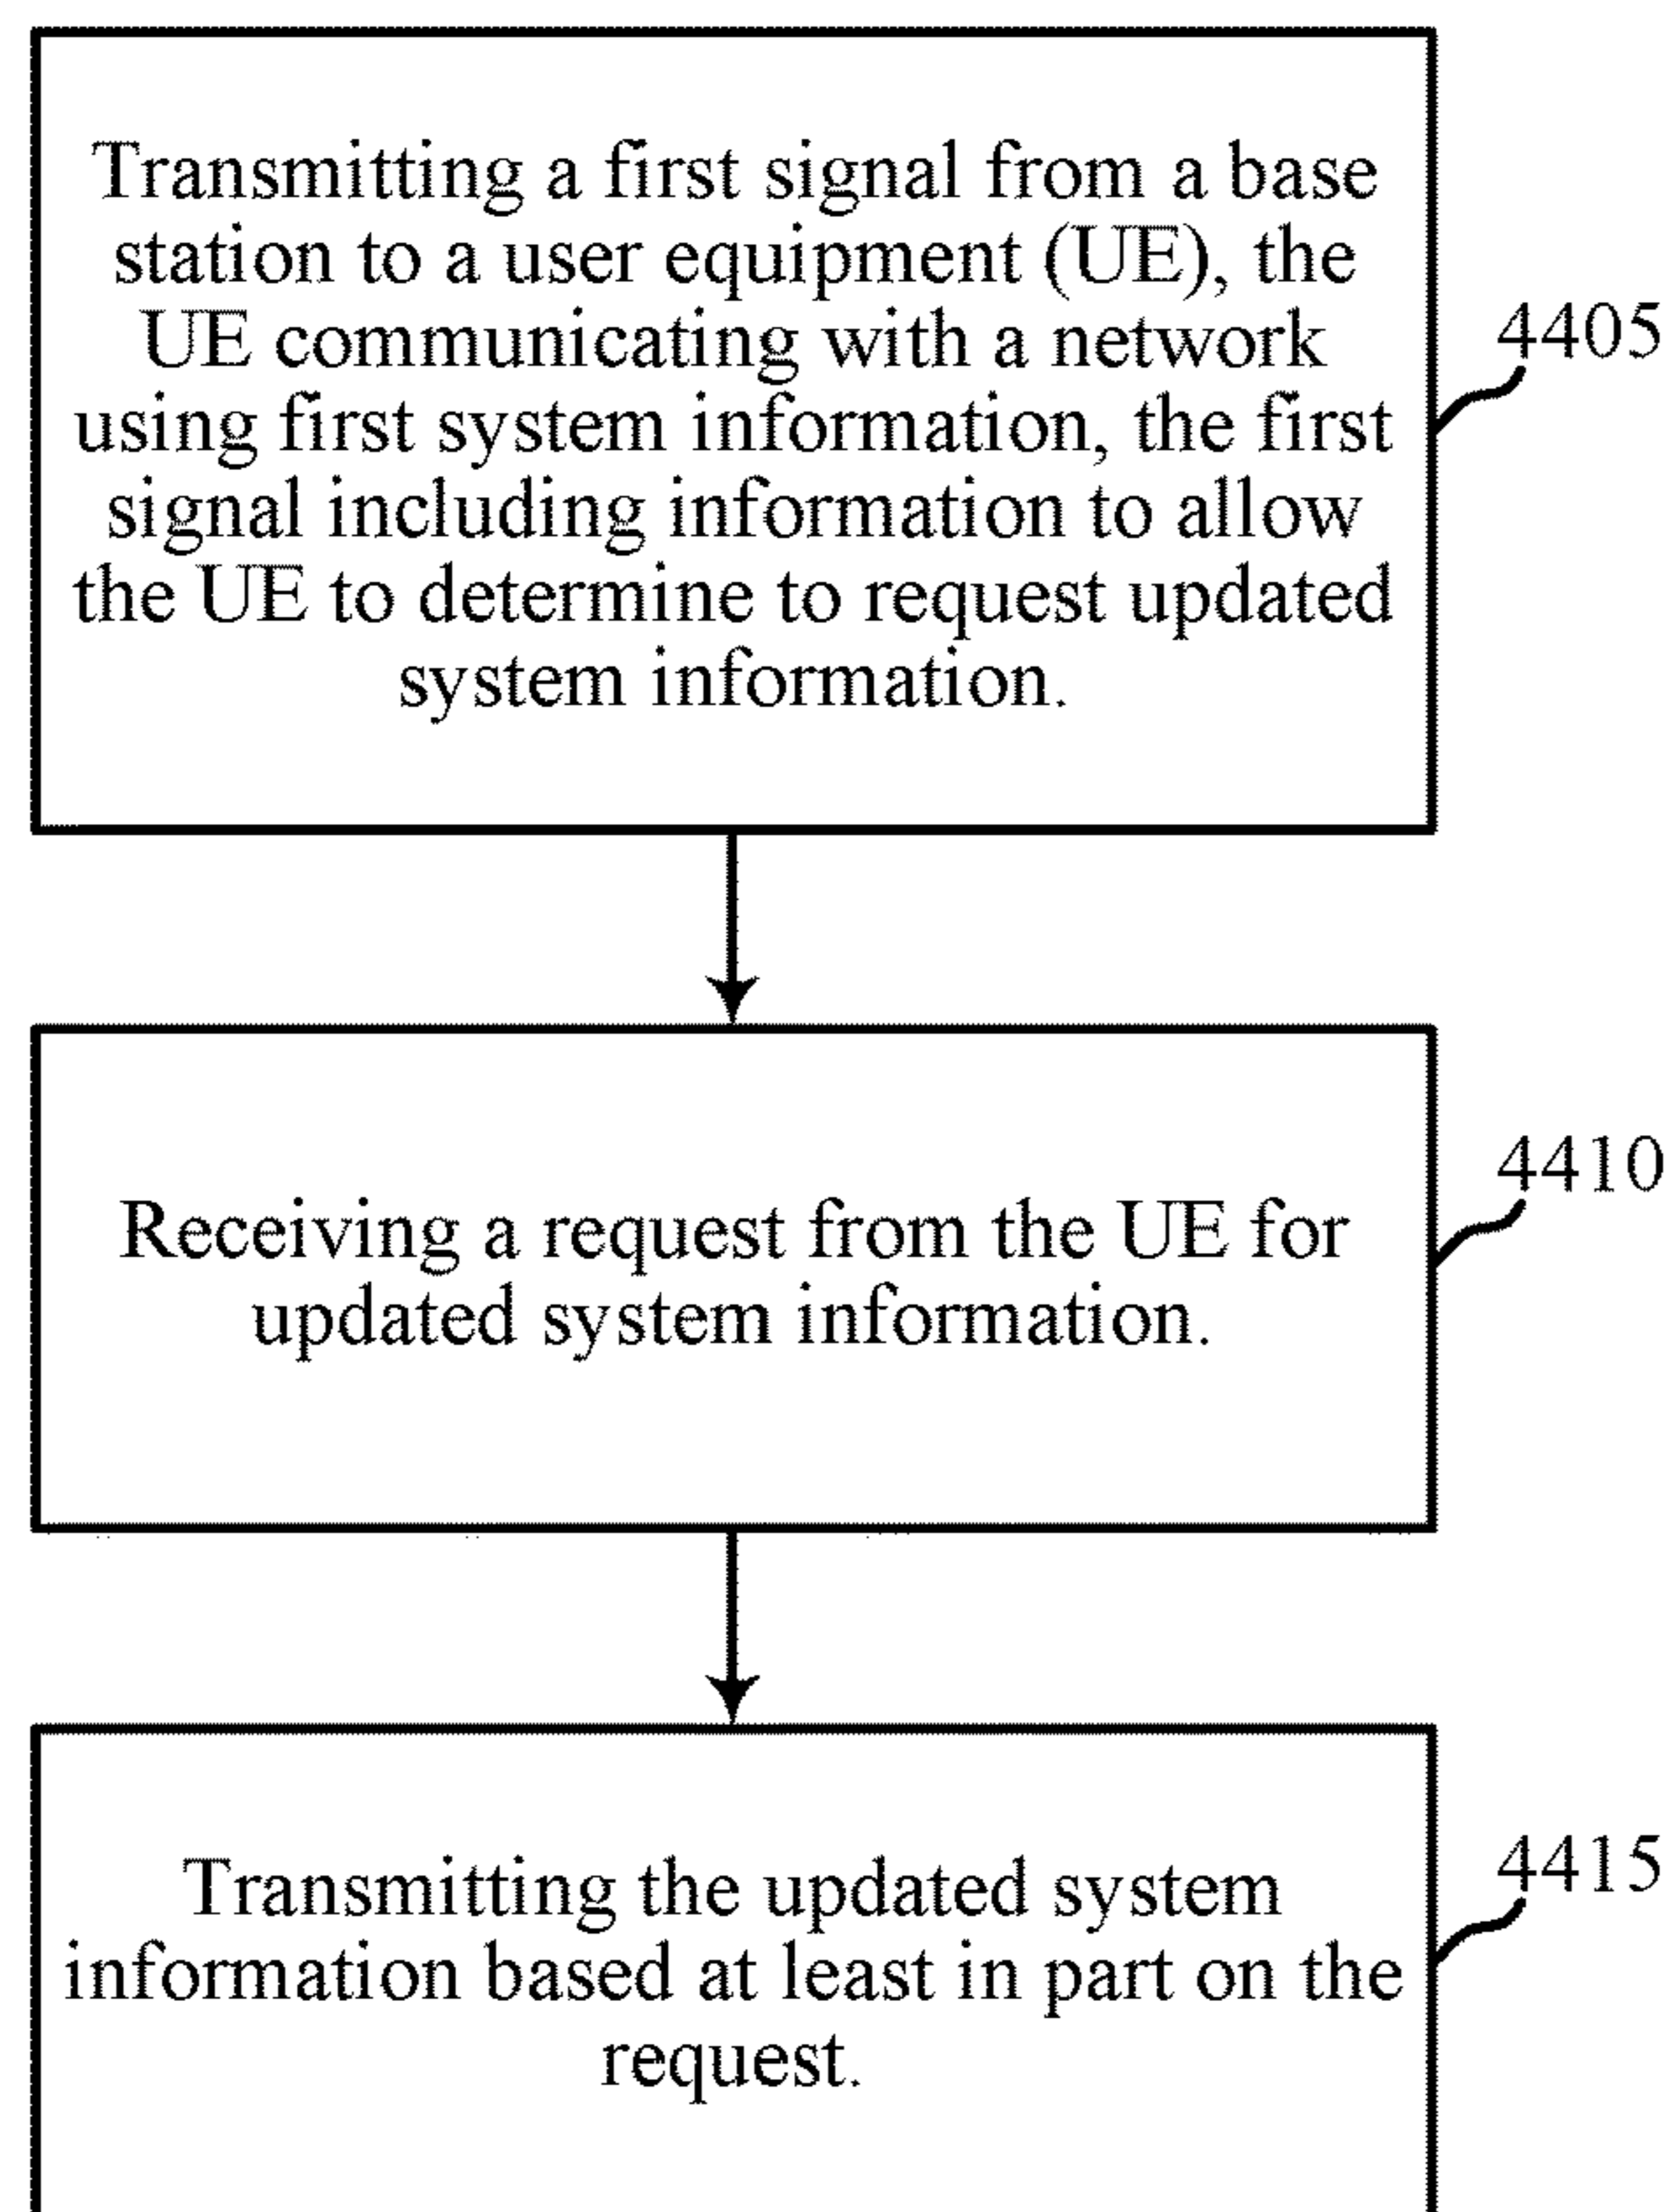 Transmitting a first signal from a base
station to a user equipment (UE), the
UE communicating with a network
using first system information, the first
signal including information to allow
the UE to determine to request updated
system information.
4405
Receiving a request from the UE for
updated system information.
4410
Transmitting the updated system
information based at least in part on the
request.
4415